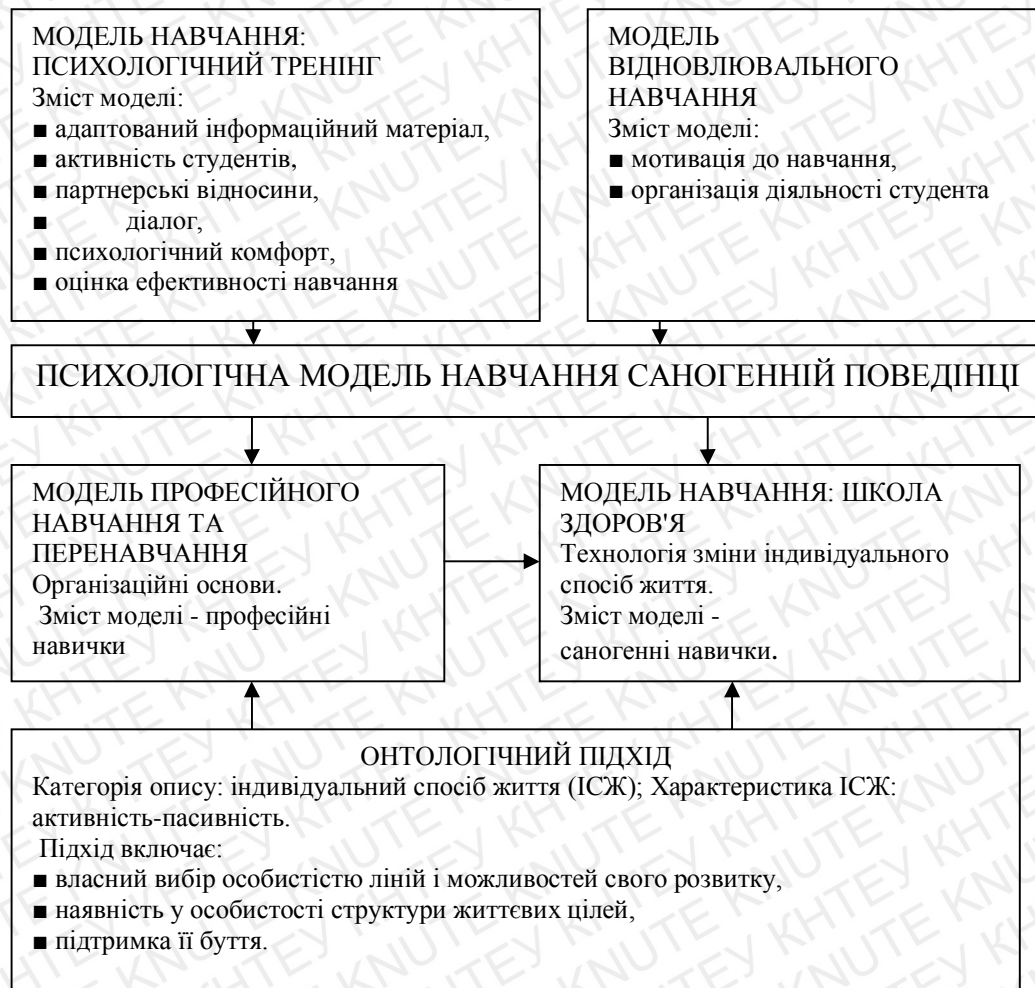 МОДЕЛЬ НАВЧАННЯ:
ПСИХОЛОГІЧНИЙ ТРЕНІНГ
Зміст моделі:
■ адаптований інформаційний матеріал,
■ активність студентів,
■ партнерські відносини,
■ діалог,
■ психологічний комфорт,
■ оцінка ефективності навчання
МОДЕЛЬ
ВІДНОВЛЮВАЛЬНОГО
НАВЧАННЯ
Зміст моделі:
■ мотивація до навчання,
■ організація діяльності студента
ПСИХОЛОГІЧНА МОДЕЛЬ НАВЧАННЯ САНОГЕННІЙ ПОВЕДІНЦІ
МОДЕЛЬ ПРОФЕСІЙНОГО
НАВЧАННЯ ТА
ПЕРЕНАВЧАННЯ
Організаційні основи.
Зміст моделі - професійні
навички
МОДЕЛЬ НАВЧАННЯ: ШКОЛА
ЗДОРОВ'Я
Технологія зміни індивідуального
спосіб життя.
Зміст моделі -
саногенні навички.
ОНТОЛОГІЧНИЙ ПІДХІД
Категорія опису: індивідуальний спосіб життя (ІСЖ); Характеристика ІСЖ:
активність-пасивність.
Підхід включає:
■ власний вибір особистістю ліній і можливостей свого розвитку,
■ наявність у особистості структури життєвих цілей,
■ підтримка її буття.